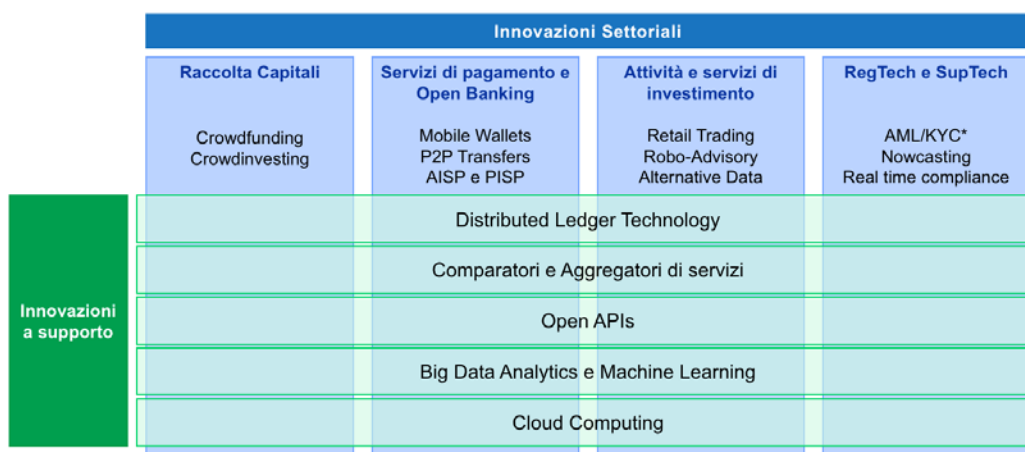 Innovazioni Settoriali
Raccolta Capitali
Crowdfunding
Crowdinvesting
Servizi di pagamento e
Open Banking
Mobile Wallets
P2P Transfers
AISP e PISP
Attività e servizi di
investimento
Retail Trading
Robo-Advisory
Alternative Data
RegTech e SupTech
AML/KYC*
Nowcasting
Real time compliance
Innovazioni
a supporto
Distributed Ledger Technology
Comparatori e Aggregatori di servizi
Open APIs
Big Data Analytics e Machine Learning
Cloud Computing